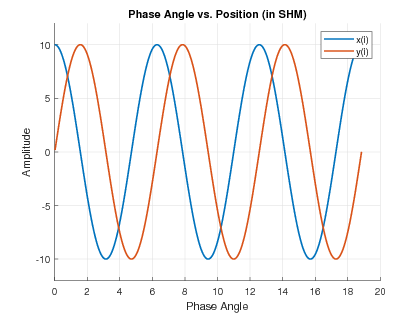 Phase Angle vs. Position (in SHM)
x(i)
y(i)
10
5
0
-5
-10
Amplitude
0 2 4 6 8 10 12 14 16 18 20
Phase Angle